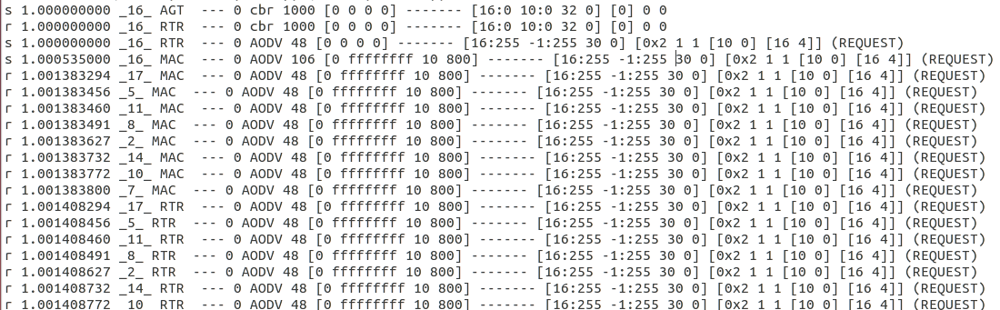 s 1.000000000 _16_ AGT  --- 0 cbr 1000 [0 0 0 0] ------- [16:0 10:0 32 0] [0] 0 0
r 1.000000000 _16_ RTR  --- 0 cbr 1000 [0 0 0 0] ------- [16:0 10:0 32 0] [0] 0 0
s 1.000000000 _16_ RTR  --- 0 AODV 48 [0 0 0 0] ------- [16:255 -1:255 30 0] [0x2 1 1 [10 0] [16 4]] (REQUEST)
s 1.000535000 _16_ MAC  --- 0 AODV 106 [0 ffffffff 10 800] ------- [16:255 -1:255 30 0] [0x2 1 1 [10 0] [16 4]] (REQUEST)
r 1.001383294 _17_ MAC  --- 0 AODV 48 [0 ffffffff 10 800] ------- [16:255 -1:255 30 0] [0x2 1 1 [10 0] [16 4]] (REQUEST)
r 1.001383456 _5_ MAC  --- 0 AODV 48 [0 ffffffff 10 800] ------- [16:255 -1:255 30 0] [0x2 1 1 [10 0] [16 4]] (REQUEST)
r 1.001383460 _11_ MAC  --- 0 AODV 48 [0 ffffffff 10 800] ------- [16:255 -1:255 30 0] [0x2 1 1 [10 0] [16 4]] (REQUEST)
r 1.001383491 _8_ MAC  --- 0 AODV 48 [0 ffffffff 10 800] ------- [16:255 -1:255 30 0] [0x2 1 1 [10 0] [16 4]] (REQUEST)
r 1.001383627 _2_ MAC  --- 0 AODV 48 [0 ffffffff 10 800] ------- [16:255 -1:255 30 0] [0x2 1 1 [10 0] [16 4]] (REQUEST)
r 1.001383732 _14_ MAC  --- 0 AODV 48 [0 ffffffff 10 800] ------- [16:255 -1:255 30 0] [0x2 1 1 [10 0] [16 4]] (REQUEST)
r 1.001383772 _10_ MAC  --- 0 AODV 48 [0 ffffffff 10 800] ------- [16:255 -1:255 30 0] [0x2 1 1 [10 0] [16 4]] (REQUEST)
r 1.001383800 _7_ MAC  --- 0 AODV 48 [0 ffffffff 10 800] ------- [16:255 -1:255 30 0] [0x2 1 1 [10 0] [16 4]] (REQUEST)
r 1.001408294 _17_ RTR  --- 0 AODV 48 [0 ffffffff 10 800] ------- [16:255 -1:255 30 0] [0x2 1 1 [10 0] [16 4]] (REQUEST)
r 1.001408456 _5_ RTR  --- 0 AODV 48 [0 ffffffff 10 800] ------- [16:255 -1:255 30 0] [0x2 1 1 [10 0] [16 4]] (REQUEST)
r 1.001408460 _11_ RTR  --- 0 AODV 48 [0 ffffffff 10 800] ------- [16:255 -1:255 30 0] [0x2 1 1 [10 0] [16 4]] (REQUEST)
r 1.001408491 _8_ RTR  --- 0 AODV 48 [0 ffffffff 10 800] ------- [16:255 -1:255 30 0] [0x2 1 1 [10 0] [16 4]] (REQUEST)
r 1.001408627 _2_ RTR  --- 0 AODV 48 [0 ffffffff 10 800] ------- [16:255 -1:255 30 0] [0x2 1 1 [10 0] [16 4]] (REQUEST)
r 1.001408732 _14_ RTR  --- 0 AODV 48 [0 ffffffff 10 800] ------- [16:255 -1:255 30 0] [0x2 1 1 [10 0] [16 4]] (REQUEST)
r 1.001408772 _10_ RTR  --- 0 AODV 48 [0 ffffffff 10 800] ------- [16:255 -1:255 30 0] [0x2 1 1 [10 0] [16 4]] (REQUEST)